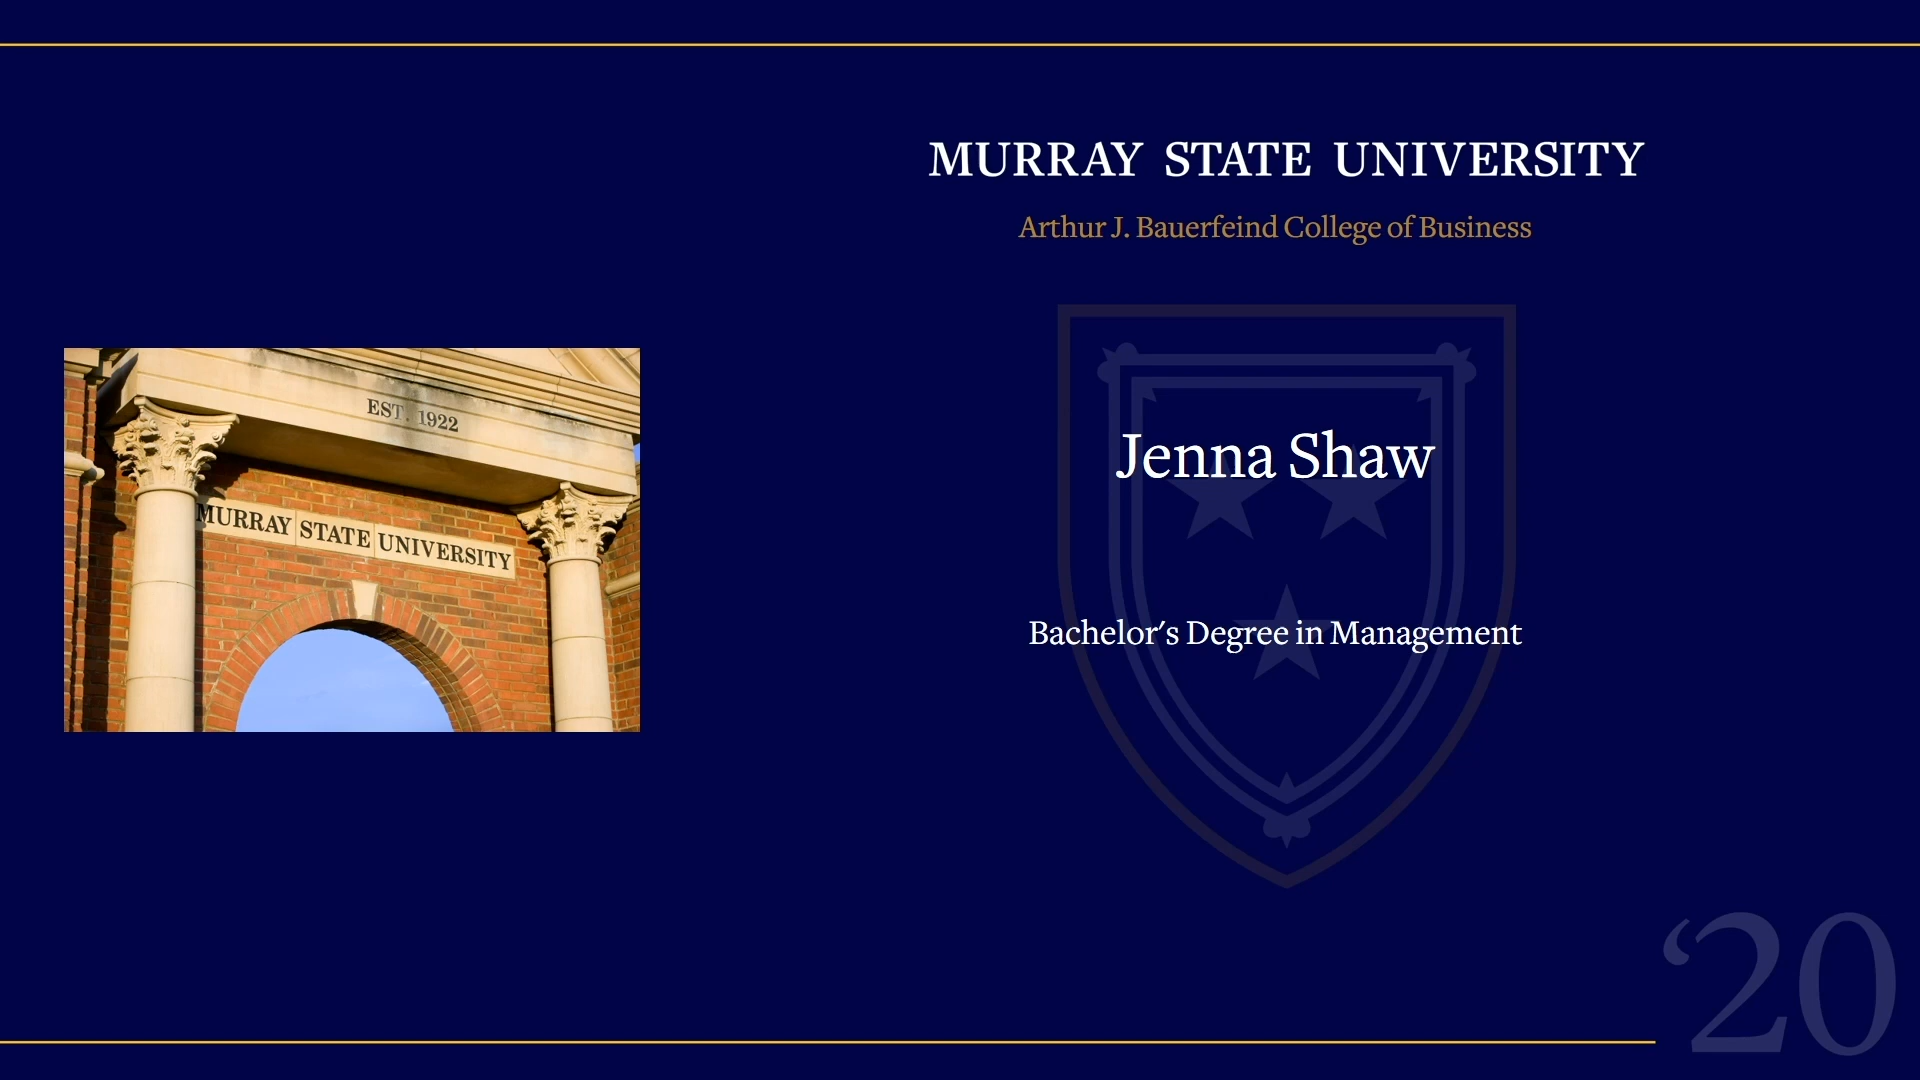 MURRAY STATE UNIVERSITY
Arthur J. Bauerfeind College of Business
EST. 1922
MURRAY STATE UNIVERSITY
Jenna Shaw
Bachelor's Degree in Management
‘20